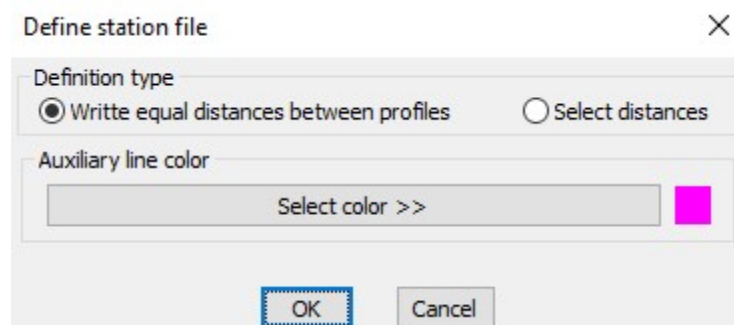 Define station file
Definition type
Writte equal distances between profiles
Select distances
Auxiliary line color
Select color >>
OK
Cancel